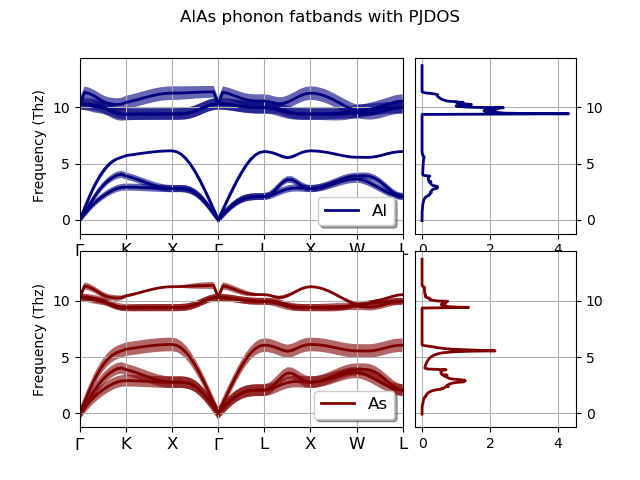 AlAs phonon fatbands with PJDOS
Frequency (Thz)
10
5
0
Al
10
5
0
Γ K X Γ L X W L
0 2 4
Frequency (Thz)
10
5
0
As
10
5
0
Γ K X Γ L X W L
0 2 4